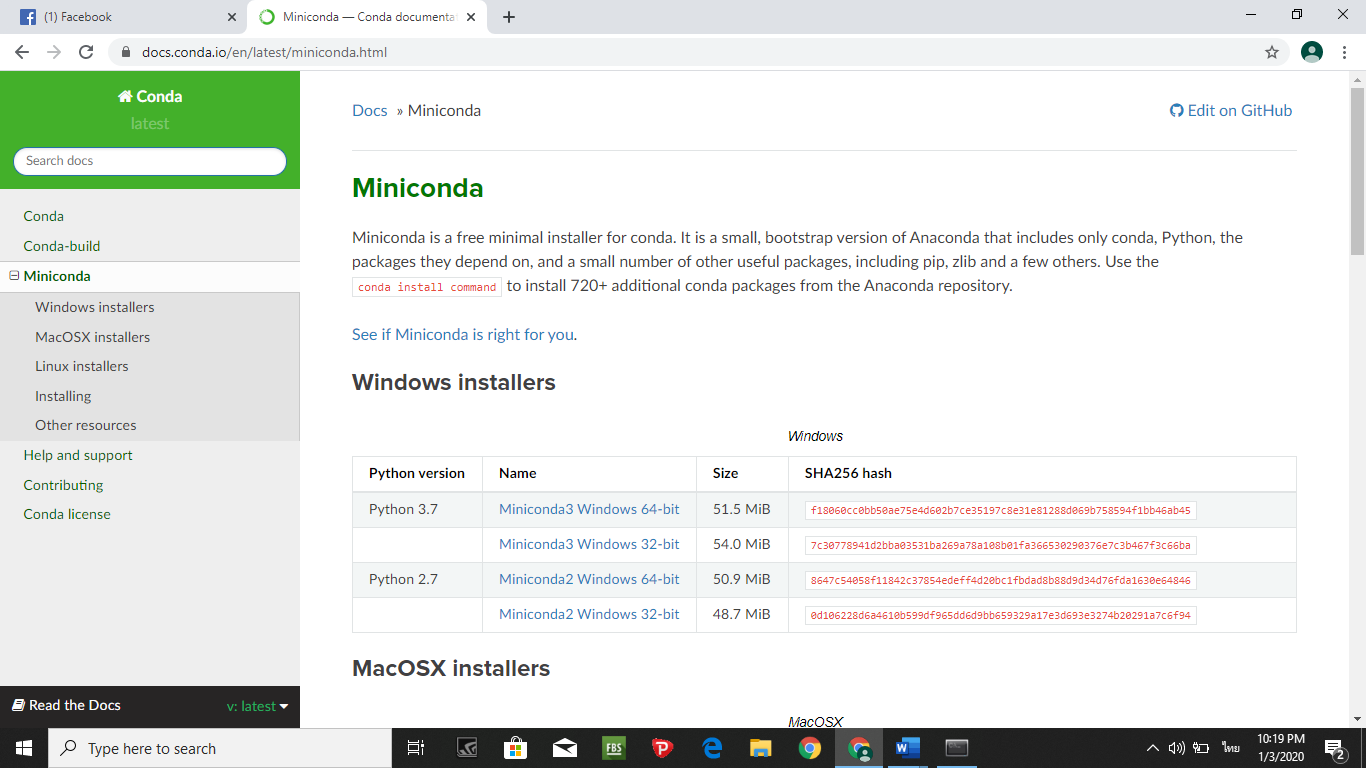 (1) Facebook
Miniconda — Conda documentat
docs.conda.io/en/latest/miniconda.html
Conda
latest
Search docs
Conda
Conda-build
Miniconda
Windows installers
MacOSX installers
Linux installers
Installing
Other resources
Help and support
Contributing
Conda license
Read the Docs v: latest
Docs » Miniconda Edit on GitHub
Miniconda
Miniconda is a free minimal installer for conda. It is a small, bootstrap version of Anaconda that includes only conda, Python, the
packages they depend on, and a small number of other useful packages, including pip, zlib and a few others. Use the
conda install command to install 720+ additional conda packages from the Anaconda repository.
See if Miniconda is right for you.
Windows installers
Windows
Python version Name Size SHA256 hash
Python 3.7 Miniconda3 Windows 64-bit 51.5 MiB f18060cc0bb50ae75e4d602b7ce35197c8e31e81288d069b758594f1bb46ab45
Miniconda3 Windows 32-bit 54.0 MiB 7c30778941d2bba03531ba269a78a108b01fa366530290376e7c3b467f3c66ba
Python 2.7 Miniconda2 Windows 64-bit 50.9 MiB 8647c54058f11842c37854edeff4d20bc1fbdad8b88d9d34d76fda1630e64846
Miniconda2 Windows 32-bit 48.7 MiB 0d106228d6a4610b599df965dd6d9bb659329a17e3d693e3274b20291a7c6f94
MacOSX installers
MacOSX
Type here to search
FBS
ไทย
10:19 PM
1/3/2020
2